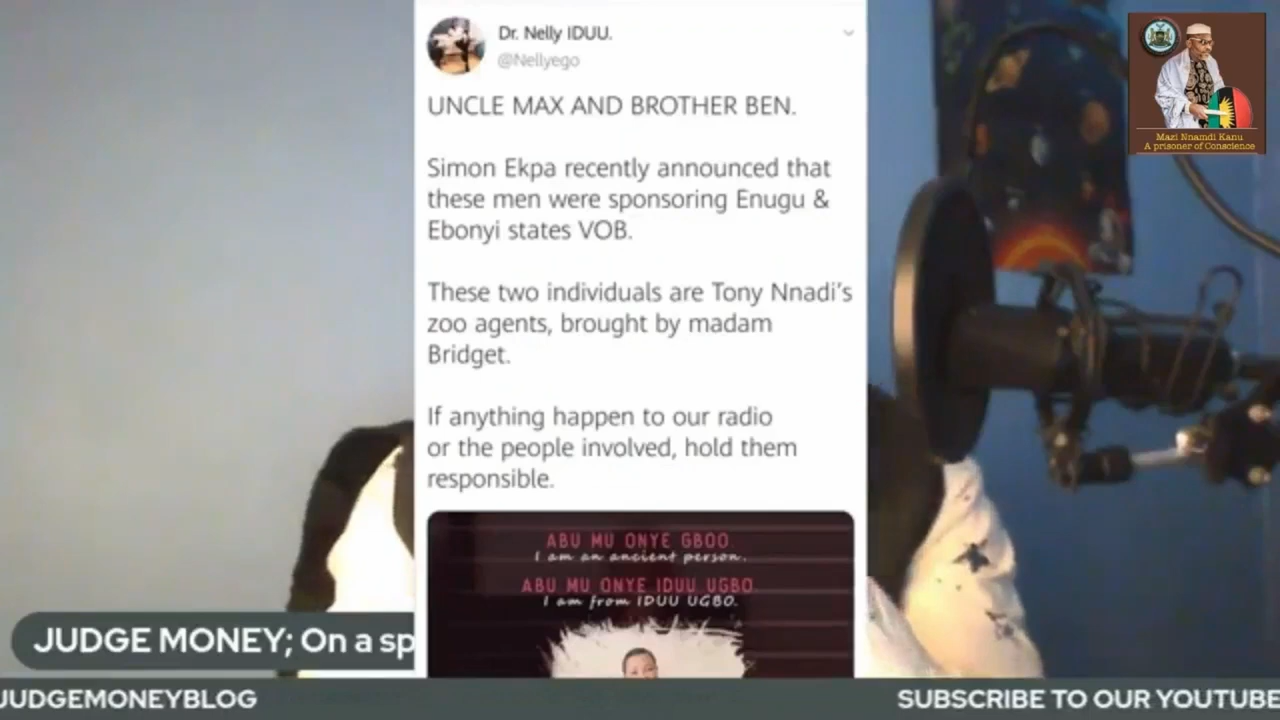 Dr. Nelly IDUU.
@Nellyego
UNCLE MAX AND BROTHER BEN.
Simon Ekpa recently announced that
these men were sponsoring Enugu &
Ebonyi states VOB.
These two individuals are Tony Nnadi's
zoo agents, brought by madam
Bridget.
If anything happen to our radio
or the people involved, hold them
responsible.
ABU MU ONYE GBOO.
I am an ancient person.
ABU MU ONYE IDUU UGBO.
I am from IDUU UGBO.
Mazi Nnamdi Kanu
A prisoner of Conscience
JUDGE MONEY; On a sp
JUDGEMONEYBLOG
SUBSCRIBE TO OUR YOUTUBE